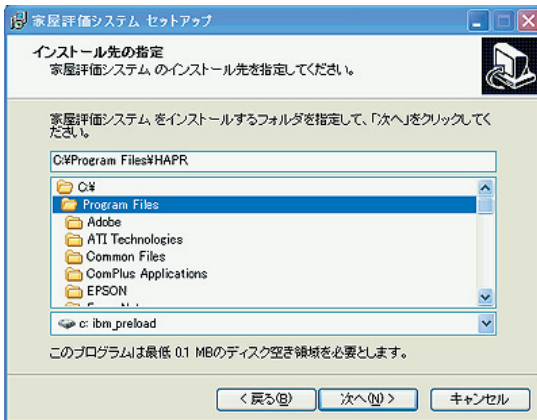 家屋評価システム セットアップ
インストール先の指定
家屋評価システム のインストール先を指定してください。
家屋評価システム をインストールするフォルダを指定して、「次へ」をクリックしてく
ださい。
C:¥Program Files¥HAPR
C:¥
Program Files
Adobe
ATI Technologies
Common Files
ComPlus Applications
EPSON
c: ibm_preload
このプログラムは最低 0.1 MBのディスク空き領域を必要とします。
< 戻る(B)
次へ(N) >
キャンセル